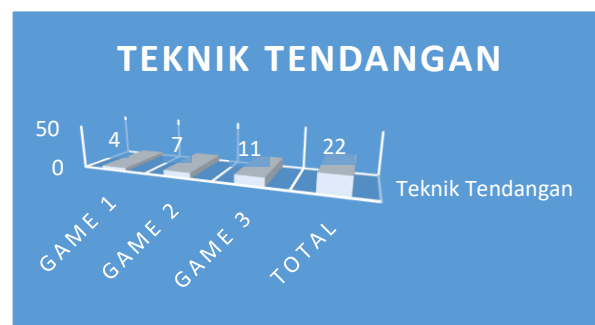 TEKNIK TENDANGAN
50
0
4
7
11
22
Teknik Tendangan
GAME 1
GAME 2
GAME 3
TOTAL